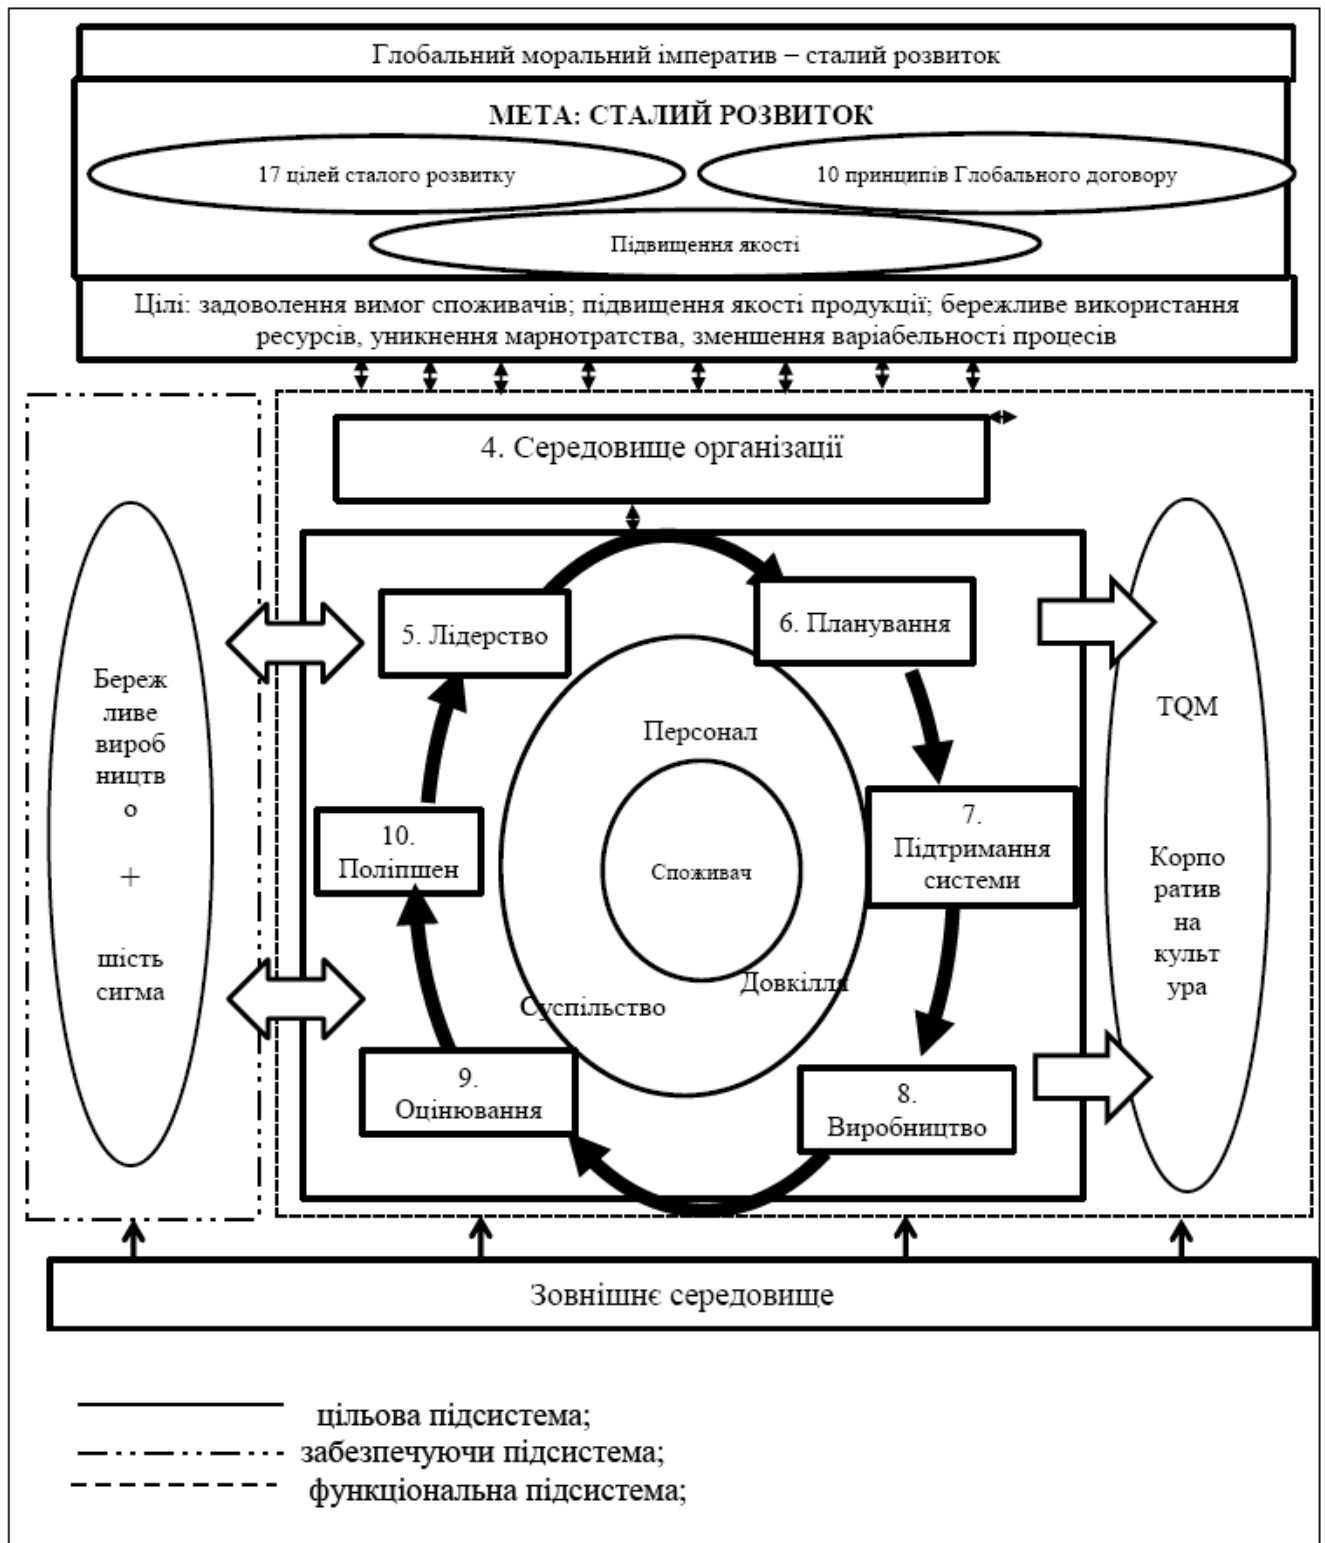 Глобальний моральний імператив – сталий розвиток
МЕТА: СТАЛИЙ РОЗВИТОК
17 цілей сталого розвитку
10 принципів Глобального договору
Підвищення якості
Цілі: задоволення вимог споживачів; підвищення якості продукції; бережливе використання
ресурсів, уникнення марнотратства, зменшення варіабельності процесів
4. Середовище організації
5. Лідерство
6. Планування
Береж
ливе
вироб
ництв
о
+
шість
сигма
Персонал
Споживач
Довкілля
Суспільство
7.
Підтримання
системи
10.
Поліпшен
9.
Оцінювання
8.
Виробництво
TQM
Корпо
ратив
на
культ
ура
Зовнішнє середовище
цільова підсистема;
забезпечуючи підсистема;
функціональна підсистема;